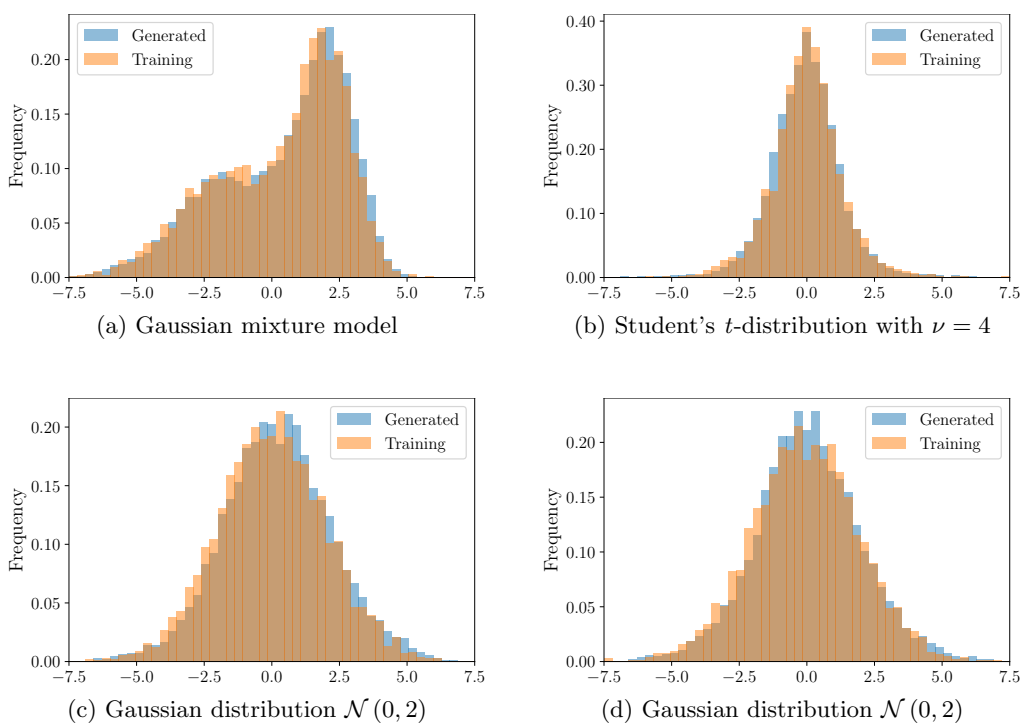 Generated
Training
Frequency
0.20
0.15
0.10
0.05
0.00
−7.5 −5.0 −2.5 0.0 2.5 5.0 7.5
(a) Gaussian mixture model
Generated
Training
Frequency
0.40
0.30
0.20
0.10
0.00
−7.5 −5.0 −2.5 0.0 2.5 5.0 7.5
(b) Student's t-distribution with ν = 4
Generated
Training
Frequency
0.20
0.15
0.10
0.05
0.00
−7.5 −5.0 −2.5 0.0 2.5 5.0 7.5
(c) Gaussian distribution 𝒩(0, 2)
Generated
Training
Frequency
0.20
0.15
0.10
0.05
0.00
−7.5 −5.0 −2.5 0.0 2.5 5.0 7.5
(d) Gaussian distribution 𝒩(0, 2)